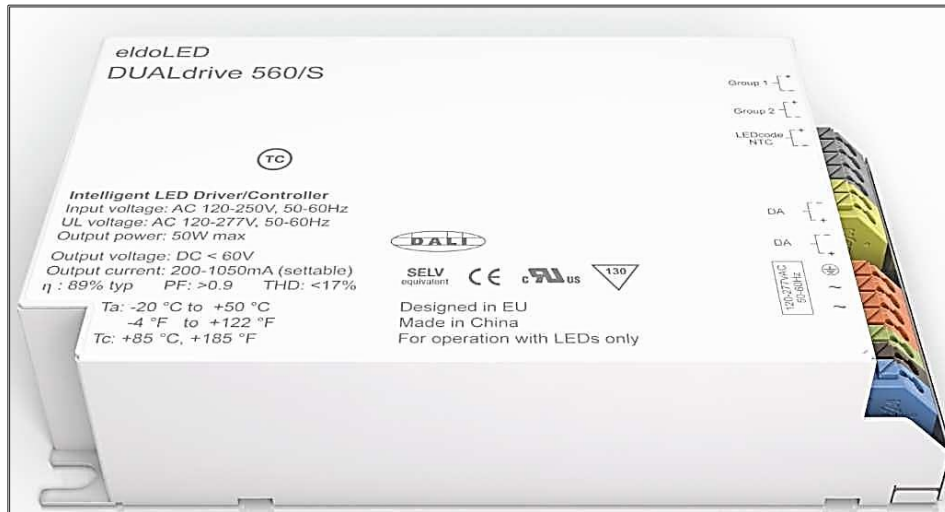 eldoLED
DUALdrive 560/S
TC
Intelligent LED Driver/Controller
Input voltage: AC 120-250V, 50-60Hz
UL voltage: AC 120-277V, 50-60Hz
Output power: 50W max
Output voltage: DC < 60V
Output current: 200-1050mA (settable)
η : 89% typ PF: >0.9 THD: <17%
Ta: -20 °C to +50 °C
-4 °F to +122 °F
Tc: +85 °C, +185 °F
DALI
SELV
equivalent
CE
c RU US
130
Designed in EU
Made in China
For operation with LEDs only
Group 1 + -
Group 2 + -
LEDcode + 
NTC -
DA - +
DA - +
120-277VAC
50-60Hz
~
~